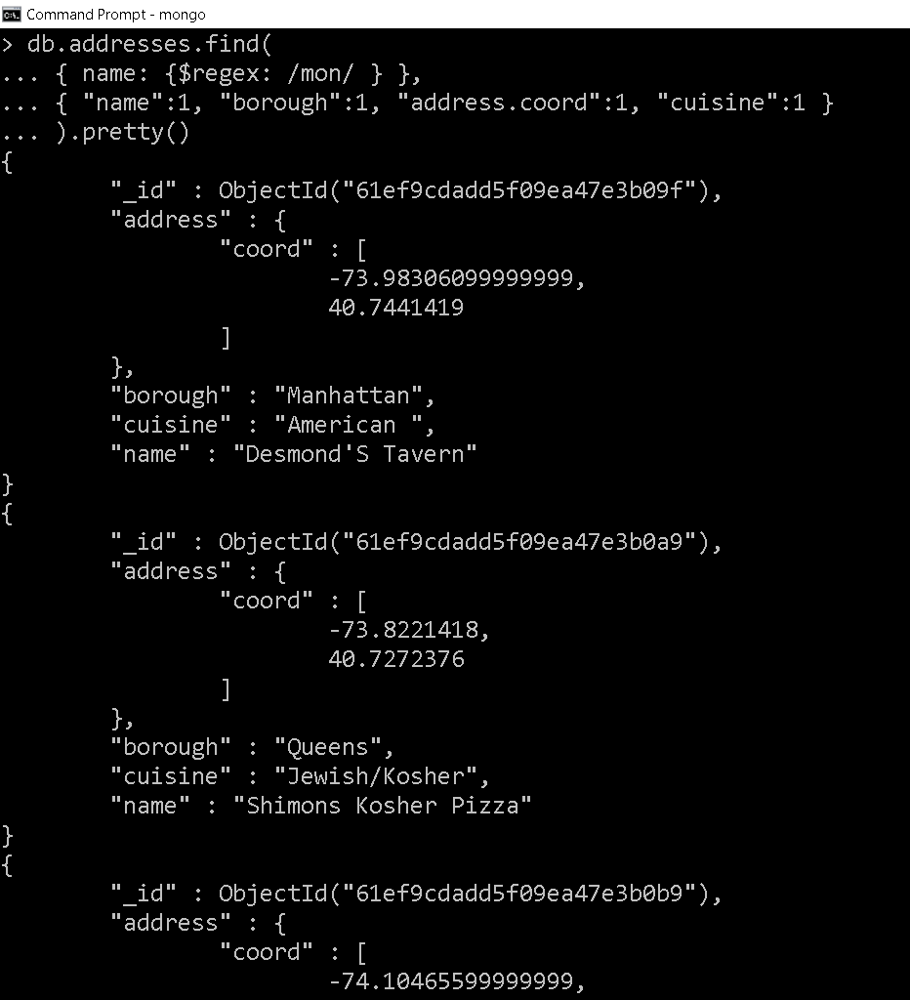 Command Prompt - mongo
> db.addresses.find(
... { name: {$regex: /mon/ } },
... { "name":1, "borough":1, "address.coord":1, "cuisine":1 }
... ).pretty()
{
        "_id" : ObjectId("61ef9cdadd5f09ea47e3b09f"),
        "address" : {
                "coord" : [
                        -73.98306099999999,
                        40.7441419
                ]
        },
        "borough" : "Manhattan",
        "cuisine" : "American ",
        "name" : "Desmond'S Tavern"
}
{
        "_id" : ObjectId("61ef9cdadd5f09ea47e3b0a9"),
        "address" : {
                "coord" : [
                        -73.8221418,
                        40.7272376
                ]
        },
        "borough" : "Queens",
        "cuisine" : "Jewish/Kosher",
        "name" : "Shimons Kosher Pizza"
}
{
        "_id" : ObjectId("61ef9cdadd5f09ea47e3b0b9"),
        "address" : {
                "coord" : [
                        -74.10465599999999,